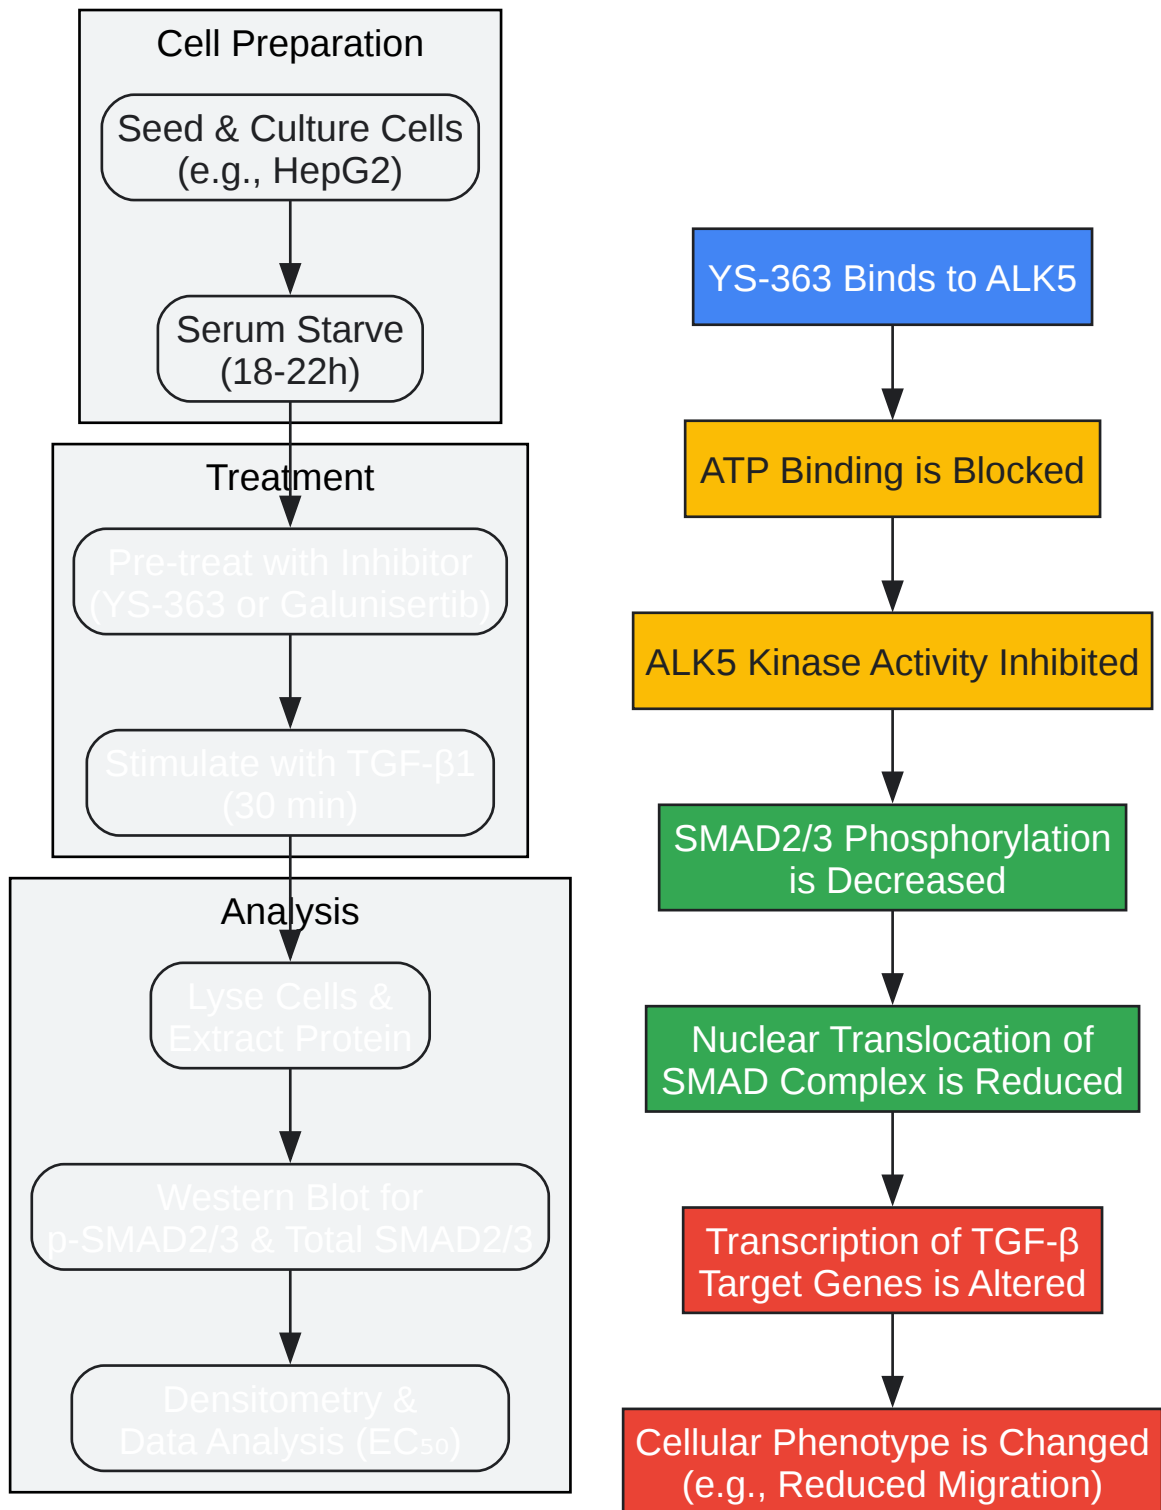 Cell Preparation
Seed & Culture Cells
(e.g., HepG2)
Serum Starve
(18-22h)
Treatment
Pre-treat with Inhibitor
(YS-363 or Galunisertib)
Stimulate with TGF-β1
(30 min)
Analysis
Lyse Cells &
Extract Protein
Western Blot for
p-SMAD2/3 & Total SMAD2/3
Densitometry &
Data Analysis (EC₅₀)
YS-363 Binds to ALK5
ATP Binding is Blocked
ALK5 Kinase Activity Inhibited
SMAD2/3 Phosphorylation
is Decreased
Nuclear Translocation of
SMAD Complex is Reduced
Transcription of TGF-β
Target Genes is Altered
Cellular Phenotype is Changed
(e.g., Reduced Migration)